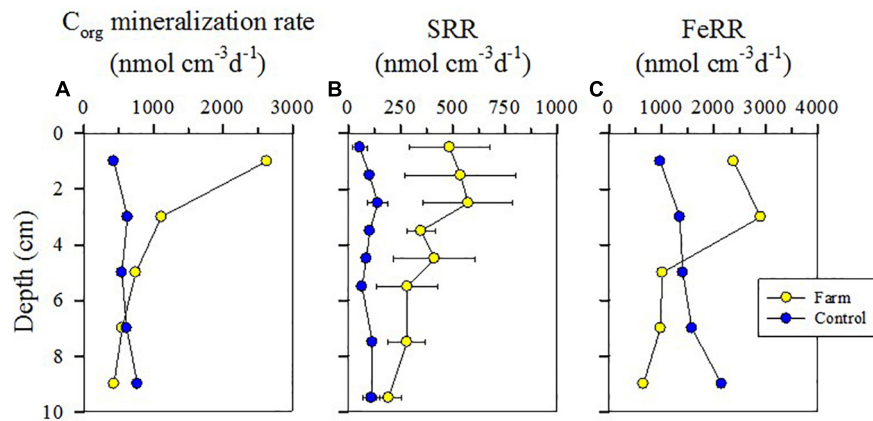 C_org mineralization rate
(nmol cm⁻³d⁻¹)
SRR
(nmol cm⁻³d⁻¹)
FeRR
(nmol cm⁻³d⁻¹)
A
0 1000 2000 3000
B
0 250 500 750 1000
C
0 1000 2000 3000 4000
Depth (cm)
0
2
4
6
8
10
Farm
Control